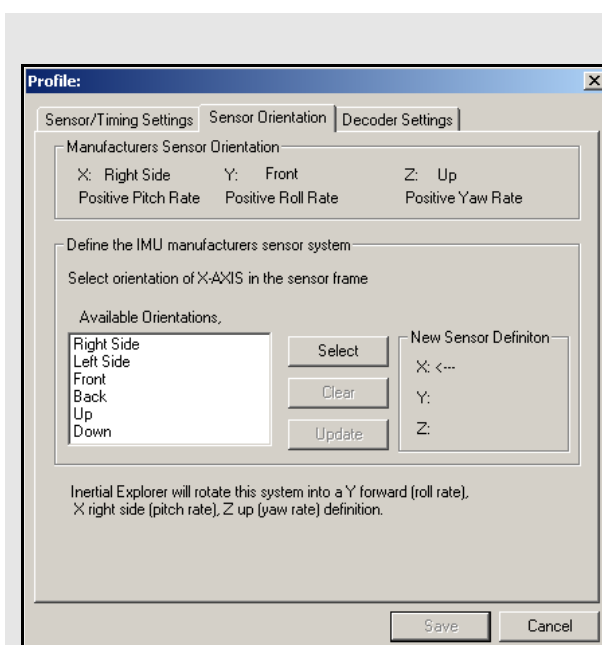 Profile:
Sensor/Timing Settings Sensor Orientation Decoder Settings
Manufacturers Sensor Orientation
X: Right Side Y: Front Z: Up
Positive Pitch Rate Positive Roll Rate Positive Yaw Rate
Define the IMU manufacturers sensor system
Select orientation of X-AXIS in the sensor frame
Available Orientations,
Right Side
Left Side
Front
Back
Up
Down
Select
Clear
Update
New Sensor Definiton
X: <---
Y:
Z:
Inertial Explorer will rotate this system into a Y forward (roll rate),
X right side (pitch rate), Z up (yaw rate) definition.
Save Cancel